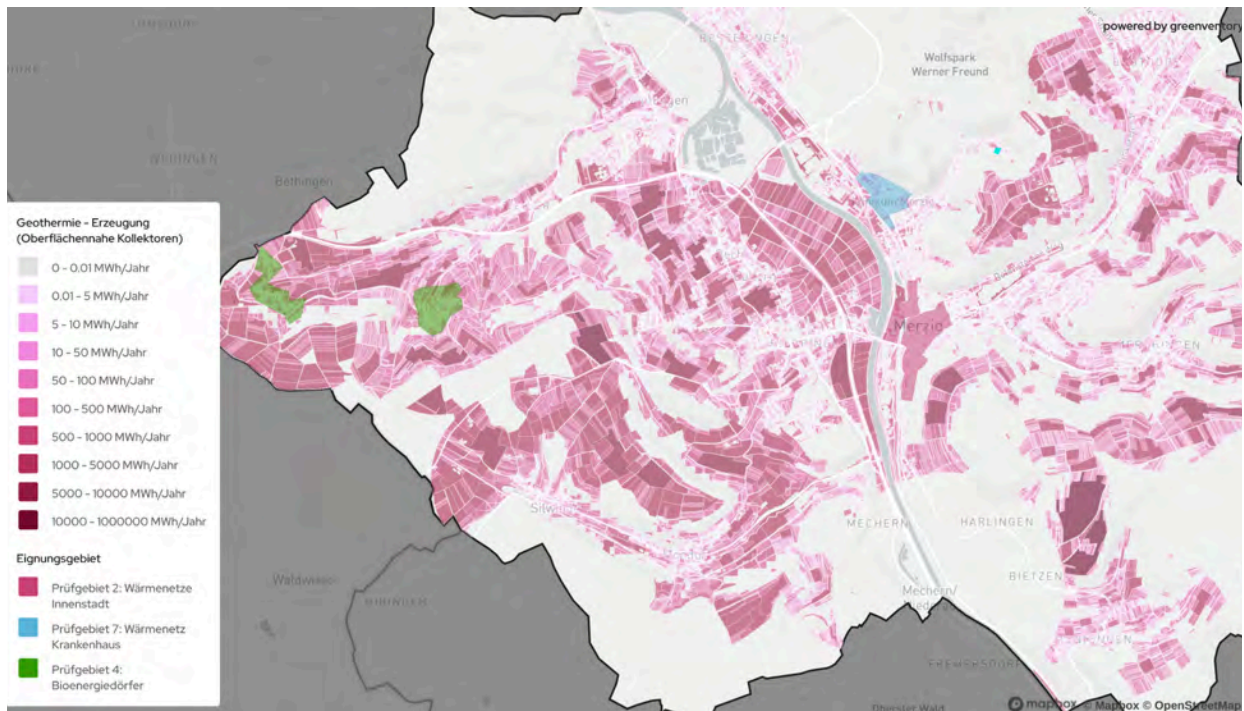 powered by greenventory
Wolfspark
Werner Freund
Bethingen
Geothermie - Erzeugung
(Oberflächennahe Kollektoren)
0 - 0.01 MWh/Jahr
0.01 - 5 MWh/Jahr
5 - 10 MWh/Jahr
10 - 50 MWh/Jahr
50 - 100 MWh/Jahr
100 - 500 MWh/Jahr
500 - 1000 MWh/Jahr
1000 - 5000 MWh/Jahr
5000 - 10000 MWh/Jahr
10000 - 1000000 MWh/Jahr
Eignungsgebiet
Prüfgebiet 2: Wärmenetze
Innenstadt
Prüfgebiet 7: Wärmenetz
Krankenhaus
Prüfgebiet 4:
Bioenergiedörfer
Merzig
MECHERN
HARLINGEN
BIETZEN
Mechern/
FREMERSDORF
mapbox © Mapbox © OpenStreetMap